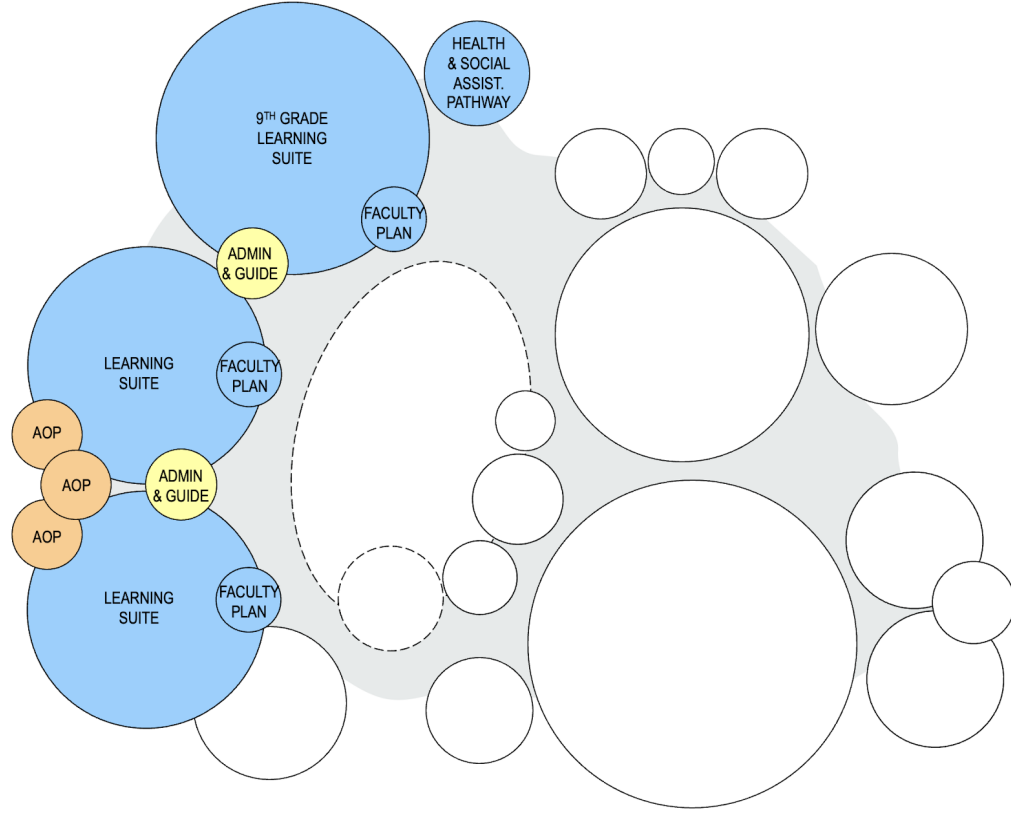 HEALTH
& SOCIAL
ASSIST.
PATHWAY
9TH GRADE
LEARNING
SUITE
FACULTY
PLAN
ADMIN
& GUIDE
LEARNING
SUITE
FACULTY
PLAN
AOP
AOP
ADMIN
& GUIDE
AOP
LEARNING
SUITE
FACULTY
PLAN